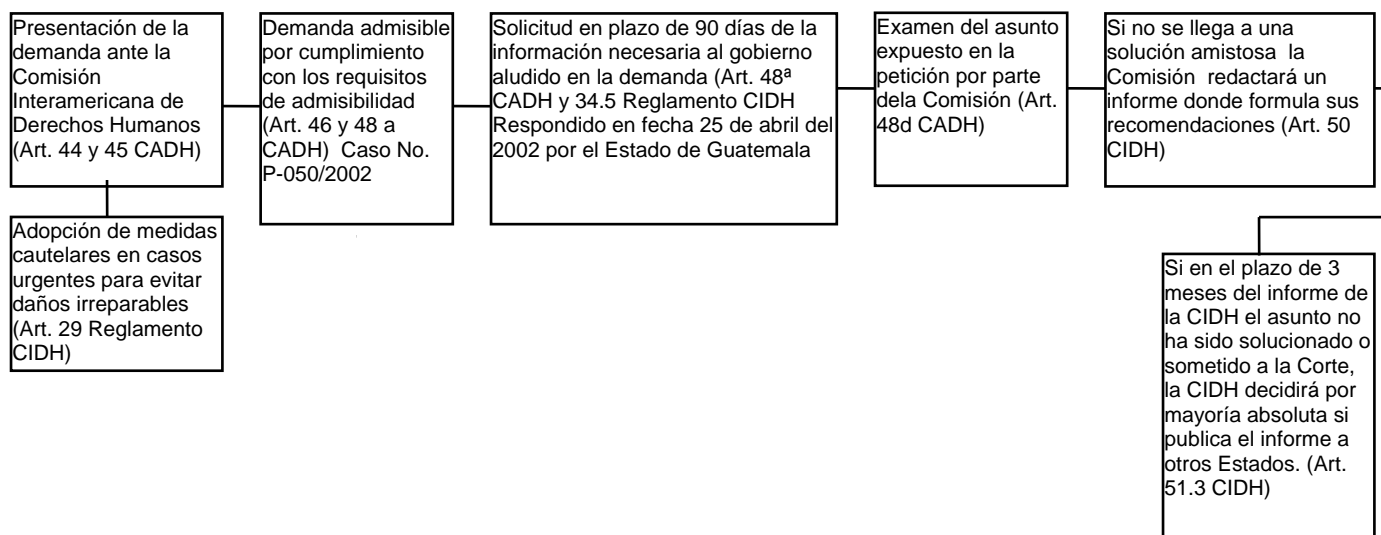 Presentación de la
demanda ante la
Comisión
Interamericana de
Derechos Humanos
(Art. 44 y 45 CADH)
Demanda admisible
por cumplimiento
con los requisitos
de admisibilidad
(Art. 46 y 48 a
CADH) Caso No.
P-050/2002
Solicitud en plazo de 90 días de la
información necesaria al gobierno
aludido en la demanda (Art. 48ª
CADH y 34.5 Reglamento CIDH
Respondido en fecha 25 de abril del
2002 por el Estado de Guatemala
Examen del asunto
expuesto en la
petición por parte
dela Comisión (Art.
48d CADH)
Si no se llega a una
solución amistosa la
Comisión redactará un
informe donde formula sus
recomendaciones (Art. 50
CIDH)
Adopción de medidas
cautelares en casos
urgentes para evitar
daños irreparables
(Art. 29 Reglamento
CIDH)
Si en el plazo de 3
meses del informe de
la CIDH el asunto no
ha sido solucionado o
sometido a la Corte,
la CIDH decidirá por
mayoría absoluta si
publica el informe a
otros Estados. (Art.
51.3 CIDH)